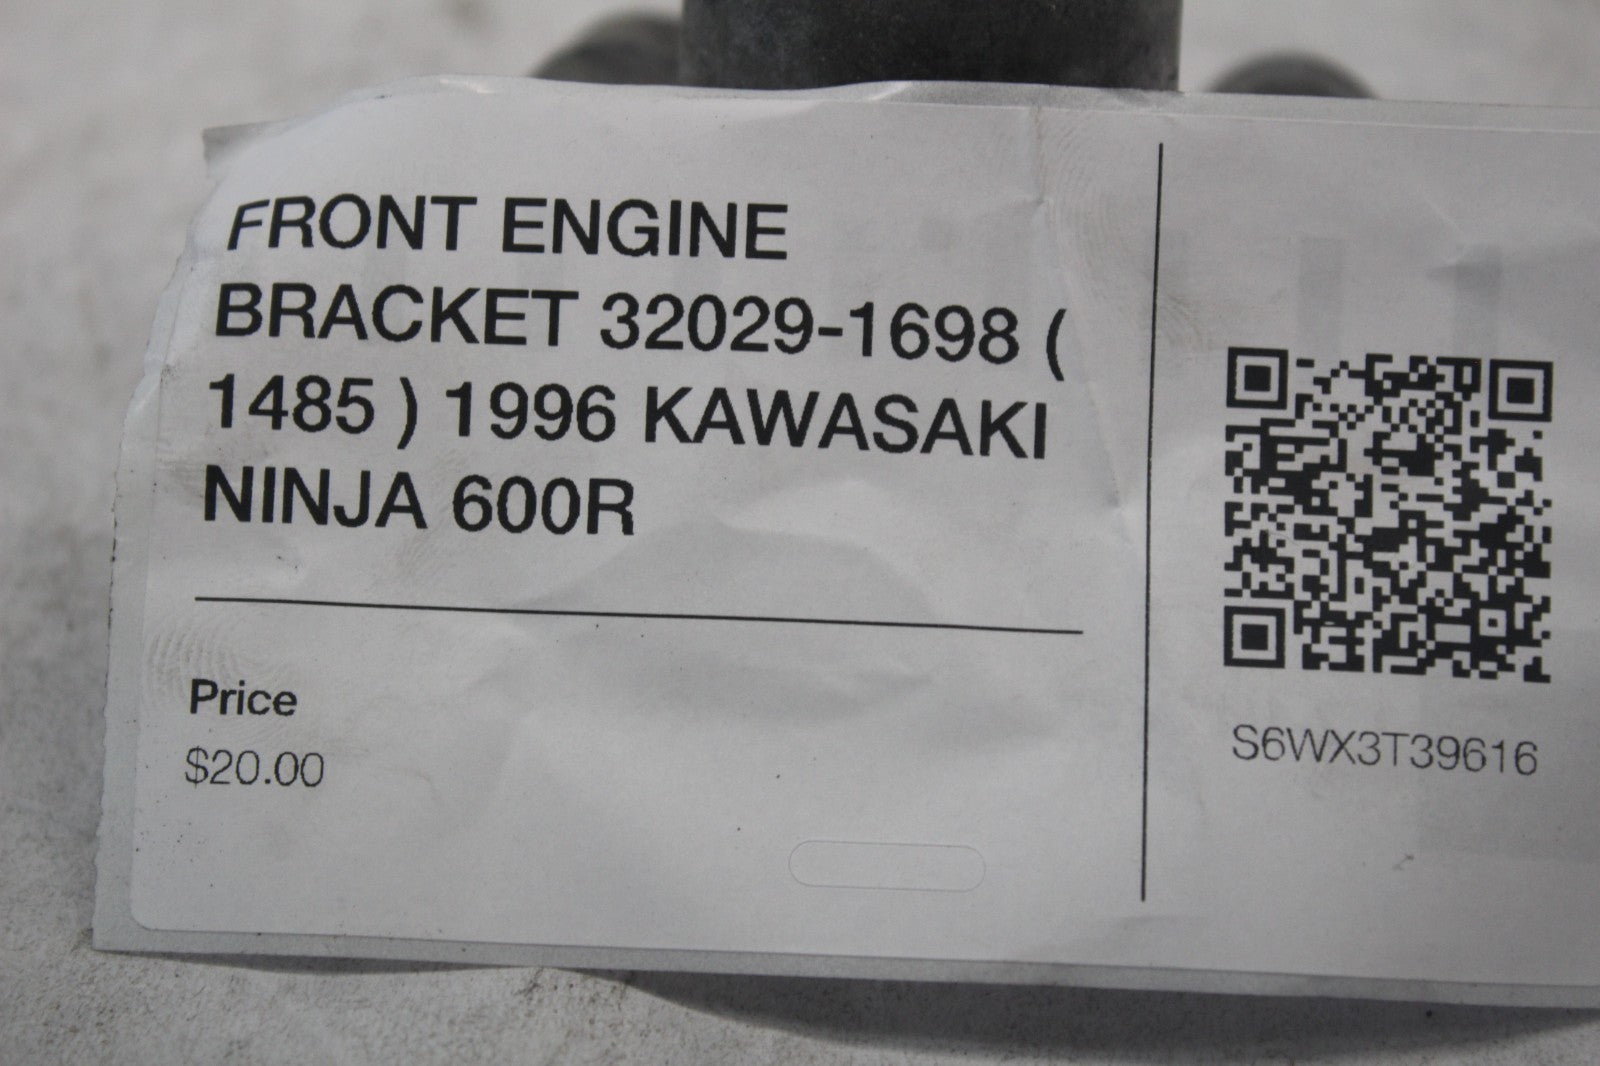 FRONT ENGINE
BRACKET 32029-1698 (
1485 ) 1996 KAWASAKI
NINJA 600R
Price
$20.00
S6WX3T39616